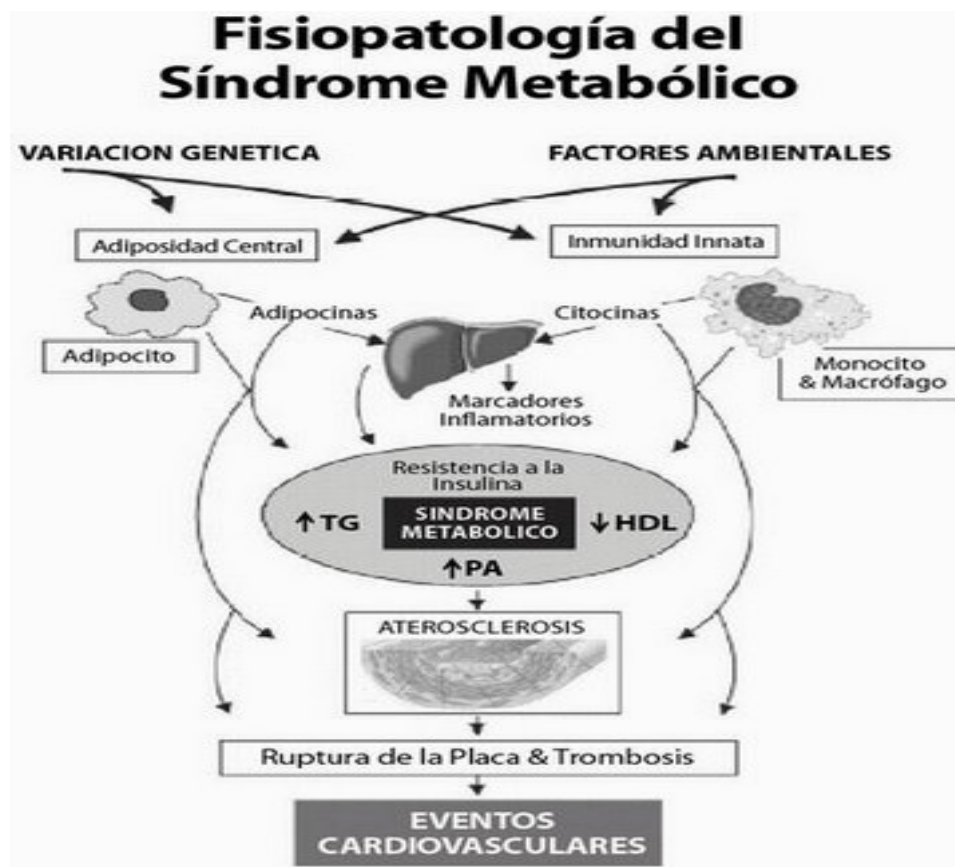 Fisiopatología del
Síndrome Metabólico
VARIACION GENETICA
FACTORES AMBIENTALES
Adiposidad Central
Inmunidad Innata
Adipocinas
Citocinas
Adipocito
Monocito
& Macrófago
Marcadores
Inflamatorios
Resistencia a la
Insulina
↑TG
SINDROME
METABOLICO
↓HDL
↑PA
ATEROSCLEROSIS
Ruptura de la Placa & Trombosis
EVENTOS
CARDIOVASCULARES